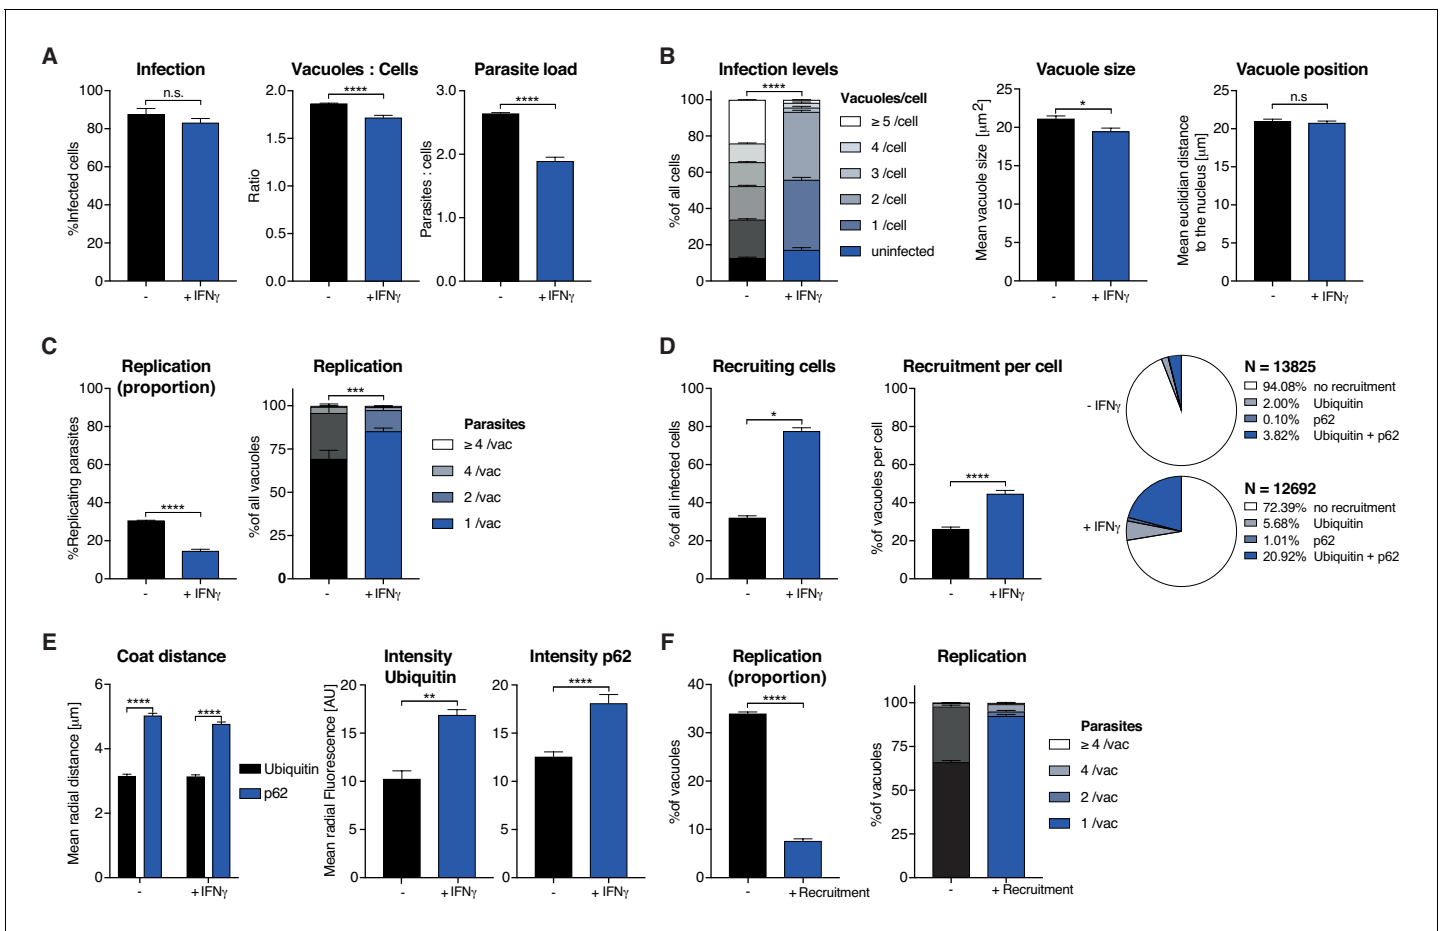 A
Infection
n.s.
%Infected cells
100
80
60
40
20
0
-
+ IFNγ
Vacuoles : Cells
****
Ratio
2.0
1.5
1.0
0.5
0.0
-
+ IFNγ
Parasite load
****
Parasites : cells
3.0
2.0
1.0
0.0
-
+ IFNγ
B
Infection levels
****
%of all cells
100
80
60
40
20
0
-
+ IFNγ
Vacuoles/cell
≥ 5 /cell
4 /cell
3 /cell
2 /cell
1 /cell
uninfected
Vacuole size
*
Mean vacuole size [μm²]
25
20
15
10
5
0
-
+ IFNγ
Vacuole position
n.s
Mean euclidian distance
to the nucleus [μm]
25
20
15
10
5
0
-
+ IFNγ
C
Replication
(proportion)
****
%Replicating parasites
100
80
60
40
20
0
-
+ IFNγ
Replication
***
%of all vacuoles
100
75
50
25
0
-
+ IFNγ
Parasites
≥ 4 /vac
4 /vac
2 /vac
1 /vac
D
Recruiting cells
*
%of all infected cells
100
80
60
40
20
0
-
+ IFNγ
Recruitment per cell
****
%of vacuoles per cell
100
80
60
40
20
0
-
+IFNγ
- IFNγ
N = 13825
94.08% no recruitment
2.00% Ubiquitin
0.10% p62
3.82% Ubiquitin + p62
+ IFNγ
N = 12692
72.39% no recruitment
5.68% Ubiquitin
1.01% p62
20.92% Ubiquitin + p62
E
Coat distance
**** ****
Mean radial distance [μm]
6
4
2
0
-
+ IFNγ
Ubiquitin
p62
Intensity
Ubiquitin
**
Mean radial Fluorescence [AU]
20
15
10
5
0
-
+ IFNγ
Intensity p62
****
20
15
10
5
0
-
+ IFNγ
F
Replication
(proportion)
****
%of vacuoles
40
30
20
10
0
-
+ Recruitment
Replication
%of vacuoles
100
75
50
25
0
-
+ Recruitment
Parasites
≥ 4 /vac
4 /vac
2 /vac
1 /vac